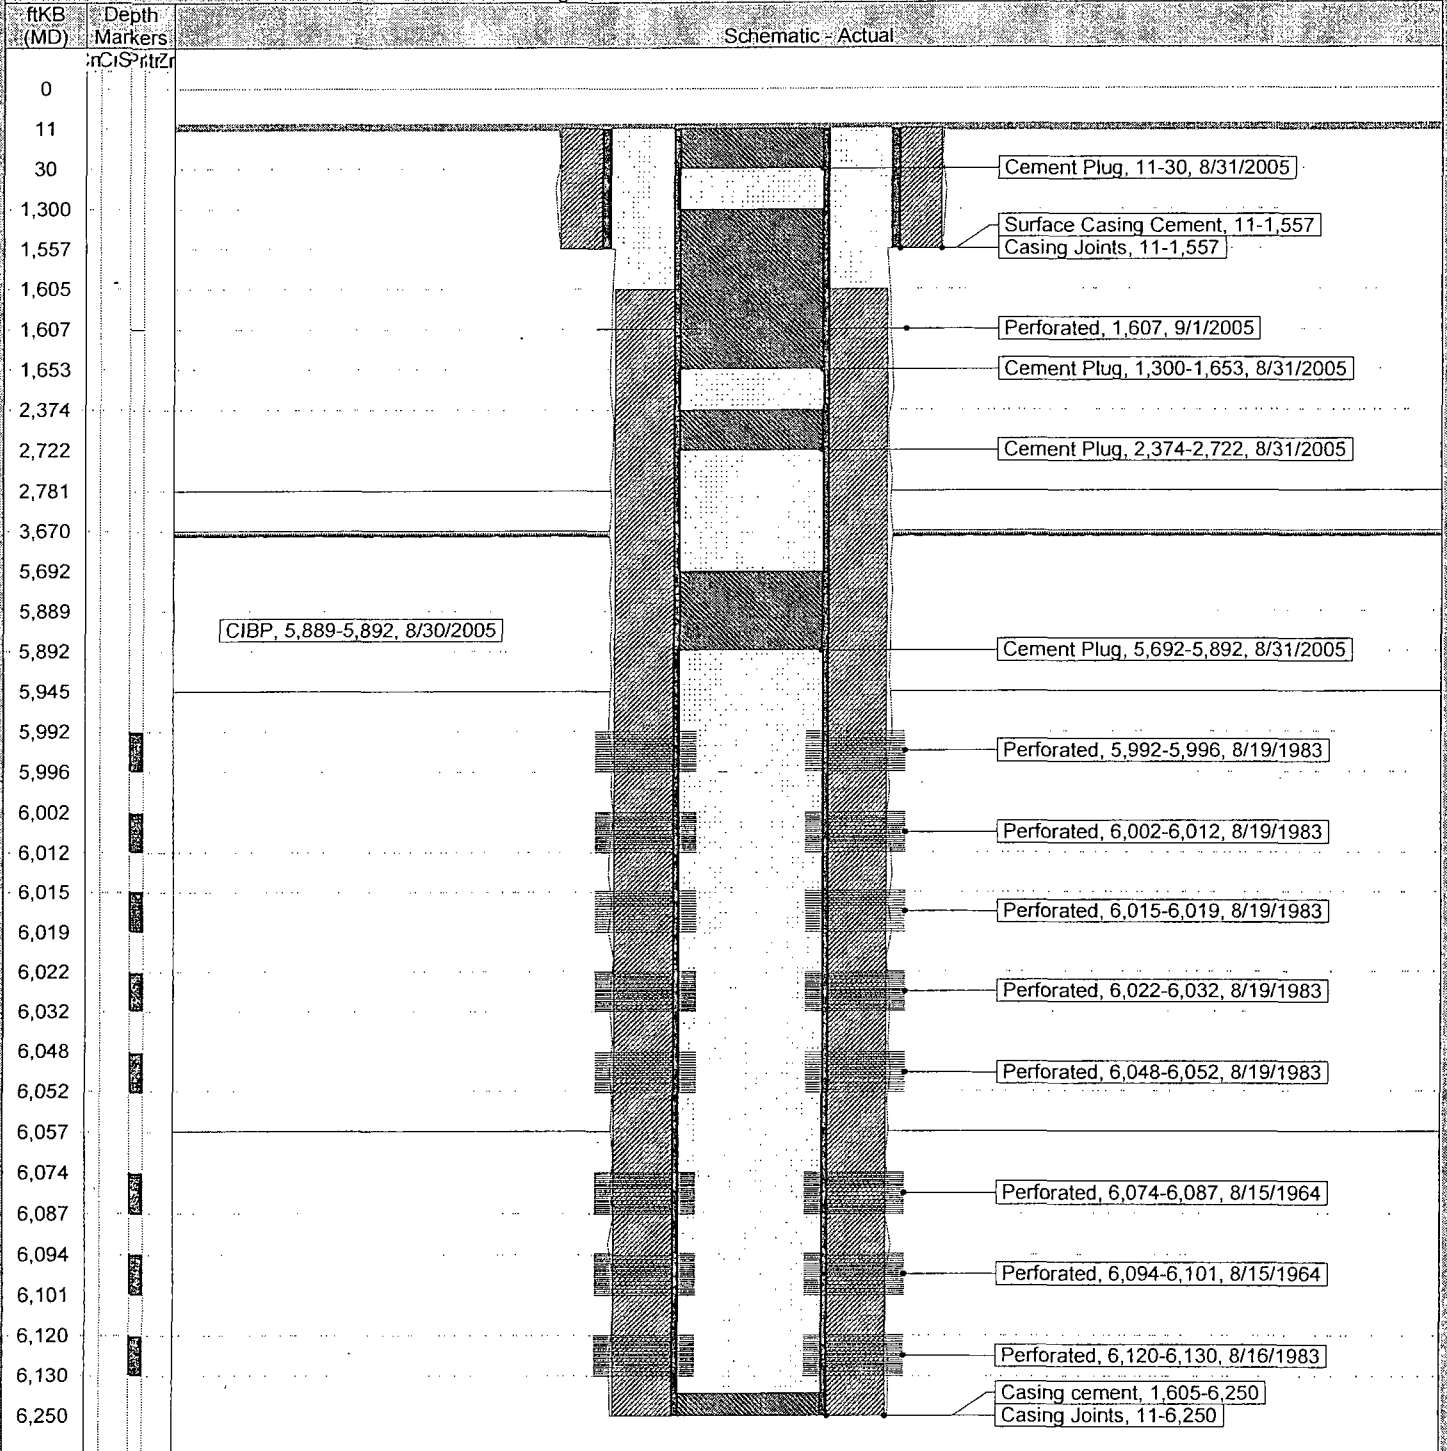 ftKB (MD)
Depth Markers
Schematic - Actual
0
11
30
1,300
1,557
1,605
1,607
1,653
2,374
2,722
2,781
3,670
5,692
5,889
5,892
5,945
5,992
5,996
6,002
6,012
6,015
6,019
6,022
6,032
6,048
6,052
6,057
6,074
6,087
6,094
6,101
6,120
6,130
6,250
Cement Plug, 11-30, 8/31/2005
Surface Casing Cement, 11-1,557
Casing Joints, 11-1,557
Perforated, 1,607, 9/1/2005
Cement Plug, 1,300-1,653, 8/31/2005
Cement Plug, 2,374-2,722, 8/31/2005
CIBP, 5,889-5,892, 8/30/2005
Cement Plug, 5,692-5,892, 8/31/2005
Perforated, 5,992-5,996, 8/19/1983
Perforated, 6,002-6,012, 8/19/1983
Perforated, 6,015-6,019, 8/19/1983
Perforated, 6,022-6,032, 8/19/1983
Perforated, 6,048-6,052, 8/19/1983
Perforated, 6,074-6,087, 8/15/1964
Perforated, 6,094-6,101, 8/15/1964
Perforated, 6,120-6,130, 8/16/1983
Casing cement, 1,605-6,250
Casing Joints, 11-6,250